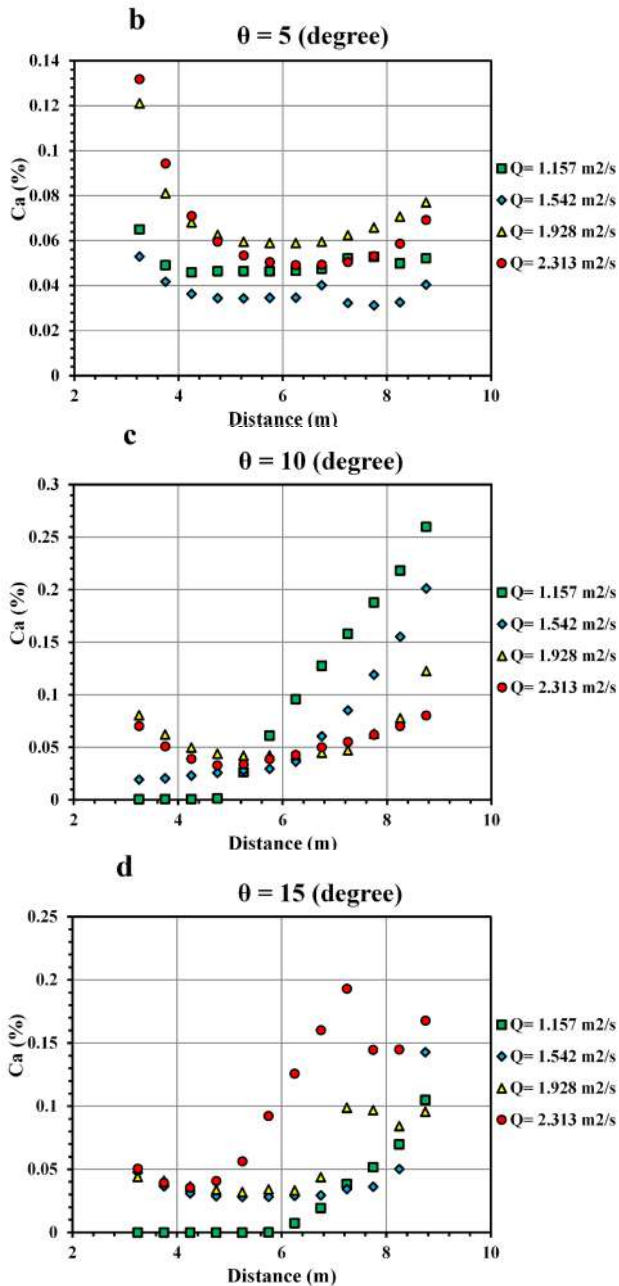 b
θ = 5 (degree)
0.14
0.12
0.1
0.08
0.06
0.04
0.02
0
Ca (%)
2
4
6
8
10
Distance (m)
Q= 1.157 m2/s
Q= 1.542 m2/s
Q= 1.928 m2/s
Q= 2.313 m2/s
c
θ = 10 (degree)
0.3
0.25
0.2
0.15
0.1
0.05
0
Ca (%)
2
4
6
8
10
Distance (m)
Q= 1.157 m2/s
Q= 1.542 m2/s
Q= 1.928 m2/s
Q= 2.313 m2/s
d
θ = 15 (degree)
0.25
0.2
0.15
0.1
0.05
0
Ca (%)
2
4
6
8
10
Distance (m)
Q= 1.157 m2/s
Q= 1.542 m2/s
Q= 1.928 m2/s
Q= 2.313 m2/s